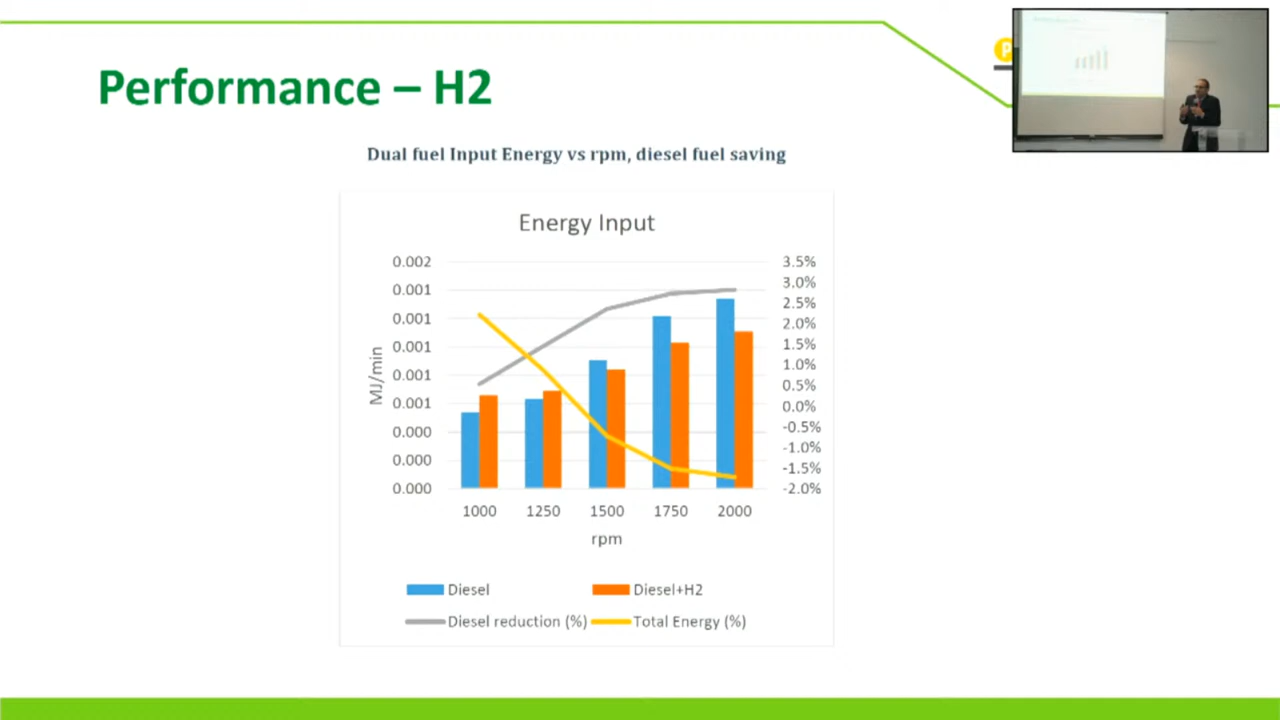 Performance – H2
P
Dual fuel Input Energy vs rpm, diesel fuel saving
Energy Input
0.002
0.001
0.001
0.001
0.001
0.001
0.000
0.000
0.000
MJ/min
3.5%
3.0%
2.5%
2.0%
1.5%
1.0%
0.5%
0.0%
-0.5%
-1.0%
-1.5%
-2.0%
1000 1250 1500 1750 2000
rpm
Diesel Diesel+H2
Diesel reduction (%) Total Energy (%)